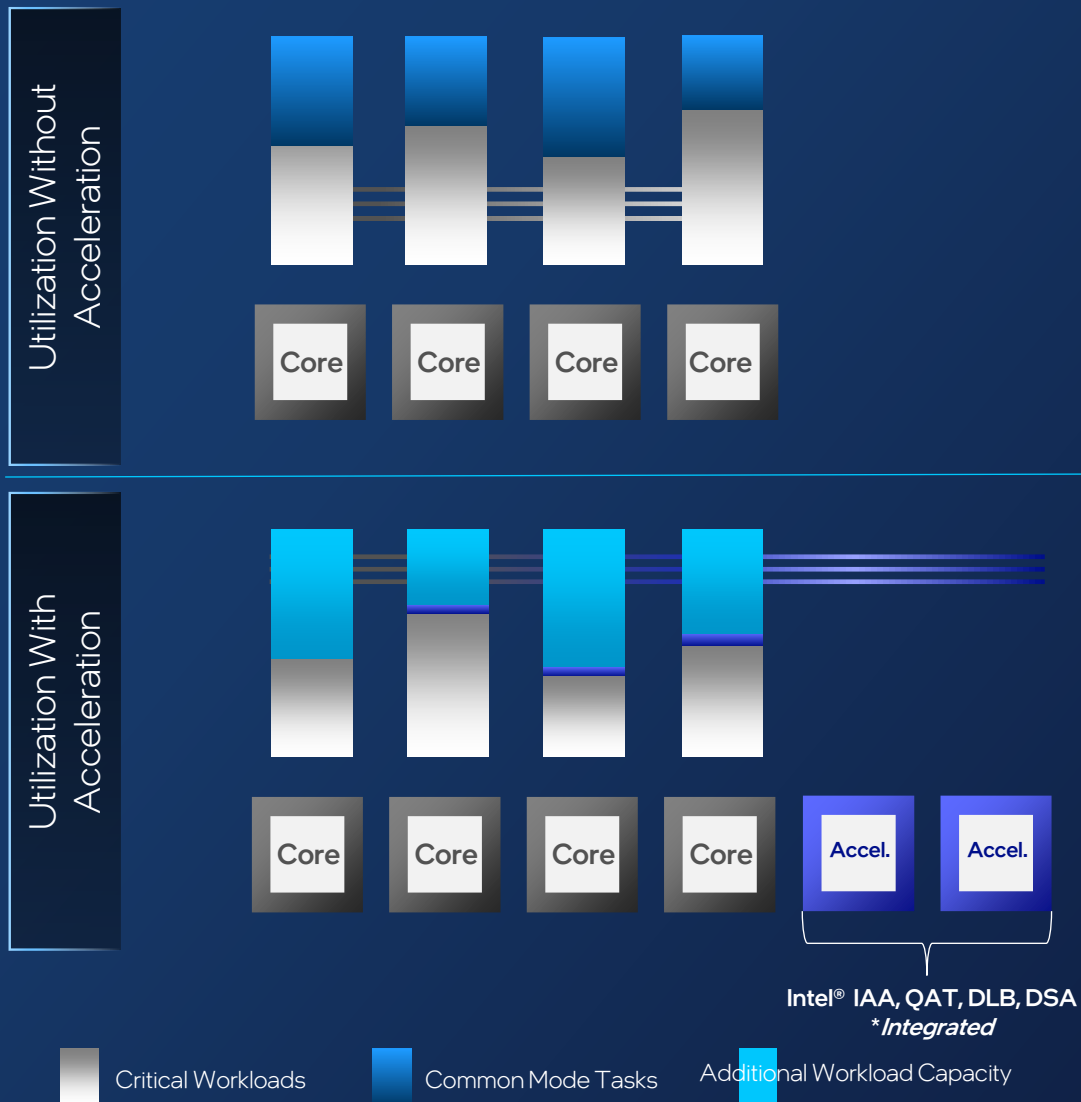 Utilization Without
Acceleration
Core Core Core Core
Utilization With
Acceleration
Core Core Core Core Accel. Accel.
Intel® IAA, QAT, DLB, DSA
*Integrated
Critical Workloads Common Mode Tasks Additional Workload Capacity